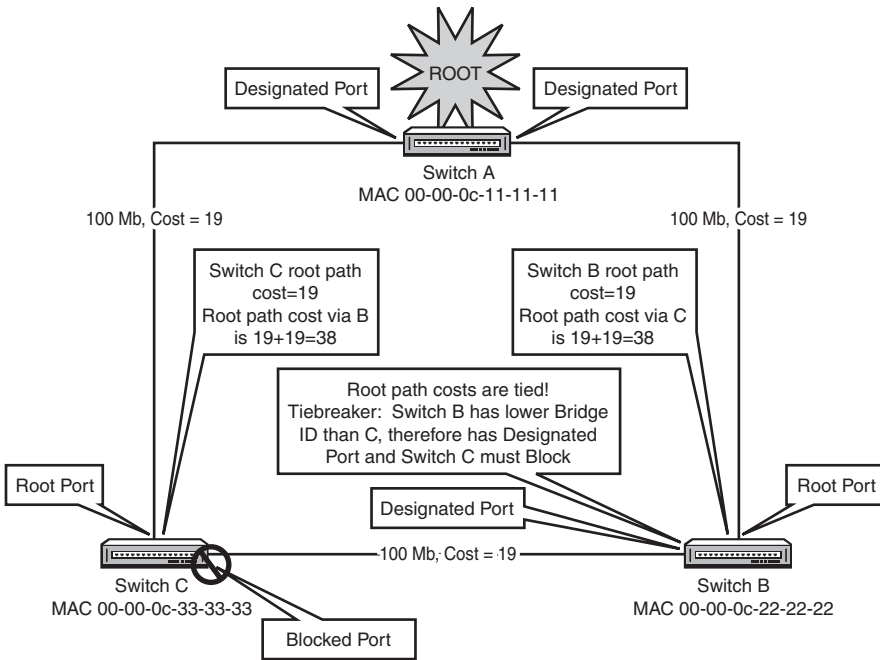 ROOT
Designated Port
Designated Port
Switch A
MAC 00-00-0c-11-11-11
100 Mb, Cost = 19
100 Mb, Cost = 19
Switch C root path
cost=19
Root path cost via B
is 19+19=38
Switch B root path
cost=19
Root path cost via C
is 19+19=38
Root path costs are tied!
Tiebreaker: Switch B has lower Bridge
ID than C, therefore has Designated
Port and Switch C must Block
Root Port
Designated Port
Root Port
100 Mb, Cost = 19
Switch C
MAC 00-00-0c-33-33-33
Switch B
MAC 00-00-0c-22-22-22
Blocked Port